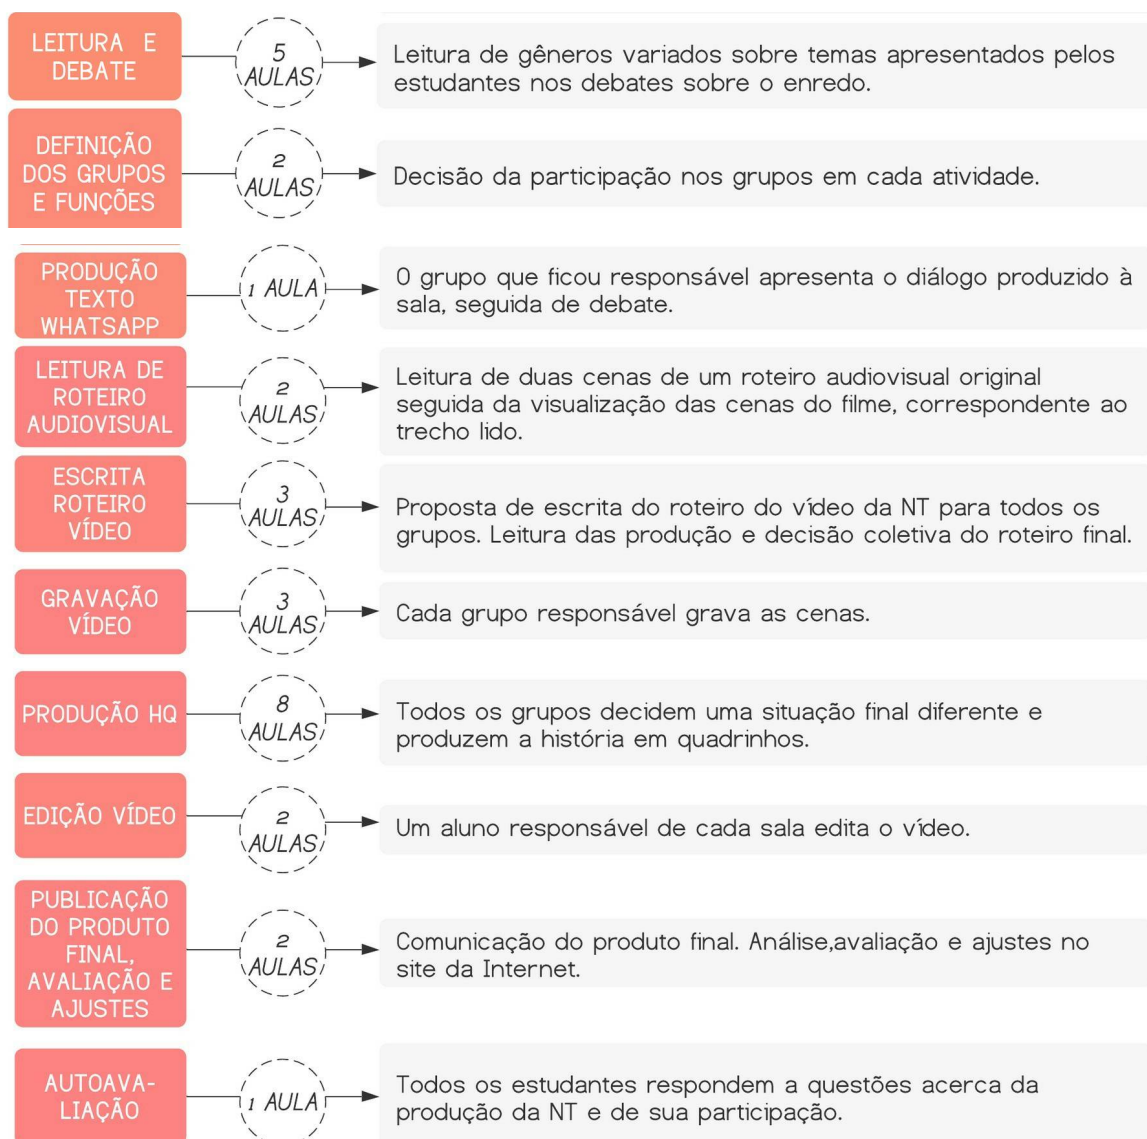 LEITURA E
DEBATE
5
AULAS
Leitura de gêneros variados sobre temas apresentados pelos
estudantes nos debates sobre o enredo.
DEFINIÇÃO
DOS GRUPOS
E FUNÇÕES
2
AULAS
Decisão da participação nos grupos em cada atividade.
PRODUÇÃO
TEXTO
WHATSAPP
1 AULA
O grupo que ficou responsável apresenta o diálogo produzido à
sala, seguida de debate.
LEITURA DE
ROTEIRO
AUDIOVISUAL
2
AULAS
Leitura de duas cenas de um roteiro audiovisual original
seguida da visualização das cenas do filme, correspondente ao
trecho lido.
ESCRITA
ROTEIRO
VÍDEO
3
AULAS
Proposta de escrita do roteiro do vídeo da NT para todos os
grupos. Leitura das produção e decisão coletiva do roteiro final.
GRAVAÇÃO
VÍDEO
3
AULAS
Cada grupo responsável grava as cenas.
PRODUÇÃO HQ
8
AULAS
Todos os grupos decidem uma situação final diferente e
produzem a história em quadrinhos.
EDIÇÃO VÍDEO
2
AULAS
Um aluno responsável de cada sala edita o vídeo.
PUBLICAÇÃO
DO PRODUTO
FINAL,
AVALIAÇÃO E
AJUSTES
2
AULAS
Comunicação do produto final. Análise,avaliação e ajustes no
site da Internet.
AUTOAVA-
LIAÇÃO
1 AULA
Todos os estudantes respondem a questões acerca da
produção da NT e de sua participação.